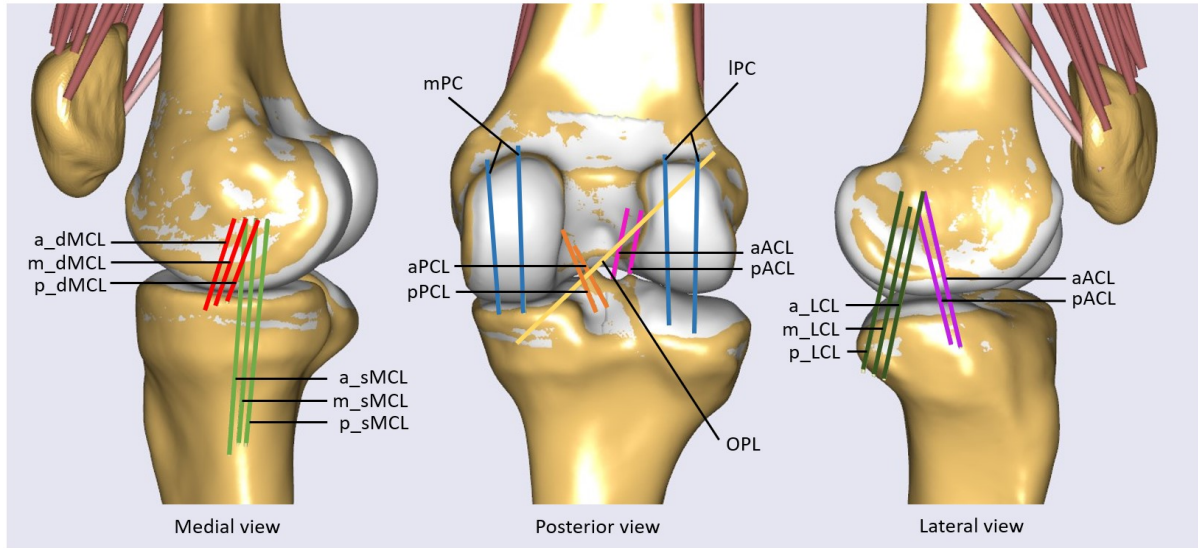 a_dMCL
m_dMCL
p_dMCL
a_sMCL
m_sMCL
p_sMCL
Medial view
mPC
lPC
aPCL
pPCL
aACL
pACL
OPL
Posterior view
aACL
pACL
a_LCL
m_LCL
p_LCL
Lateral view